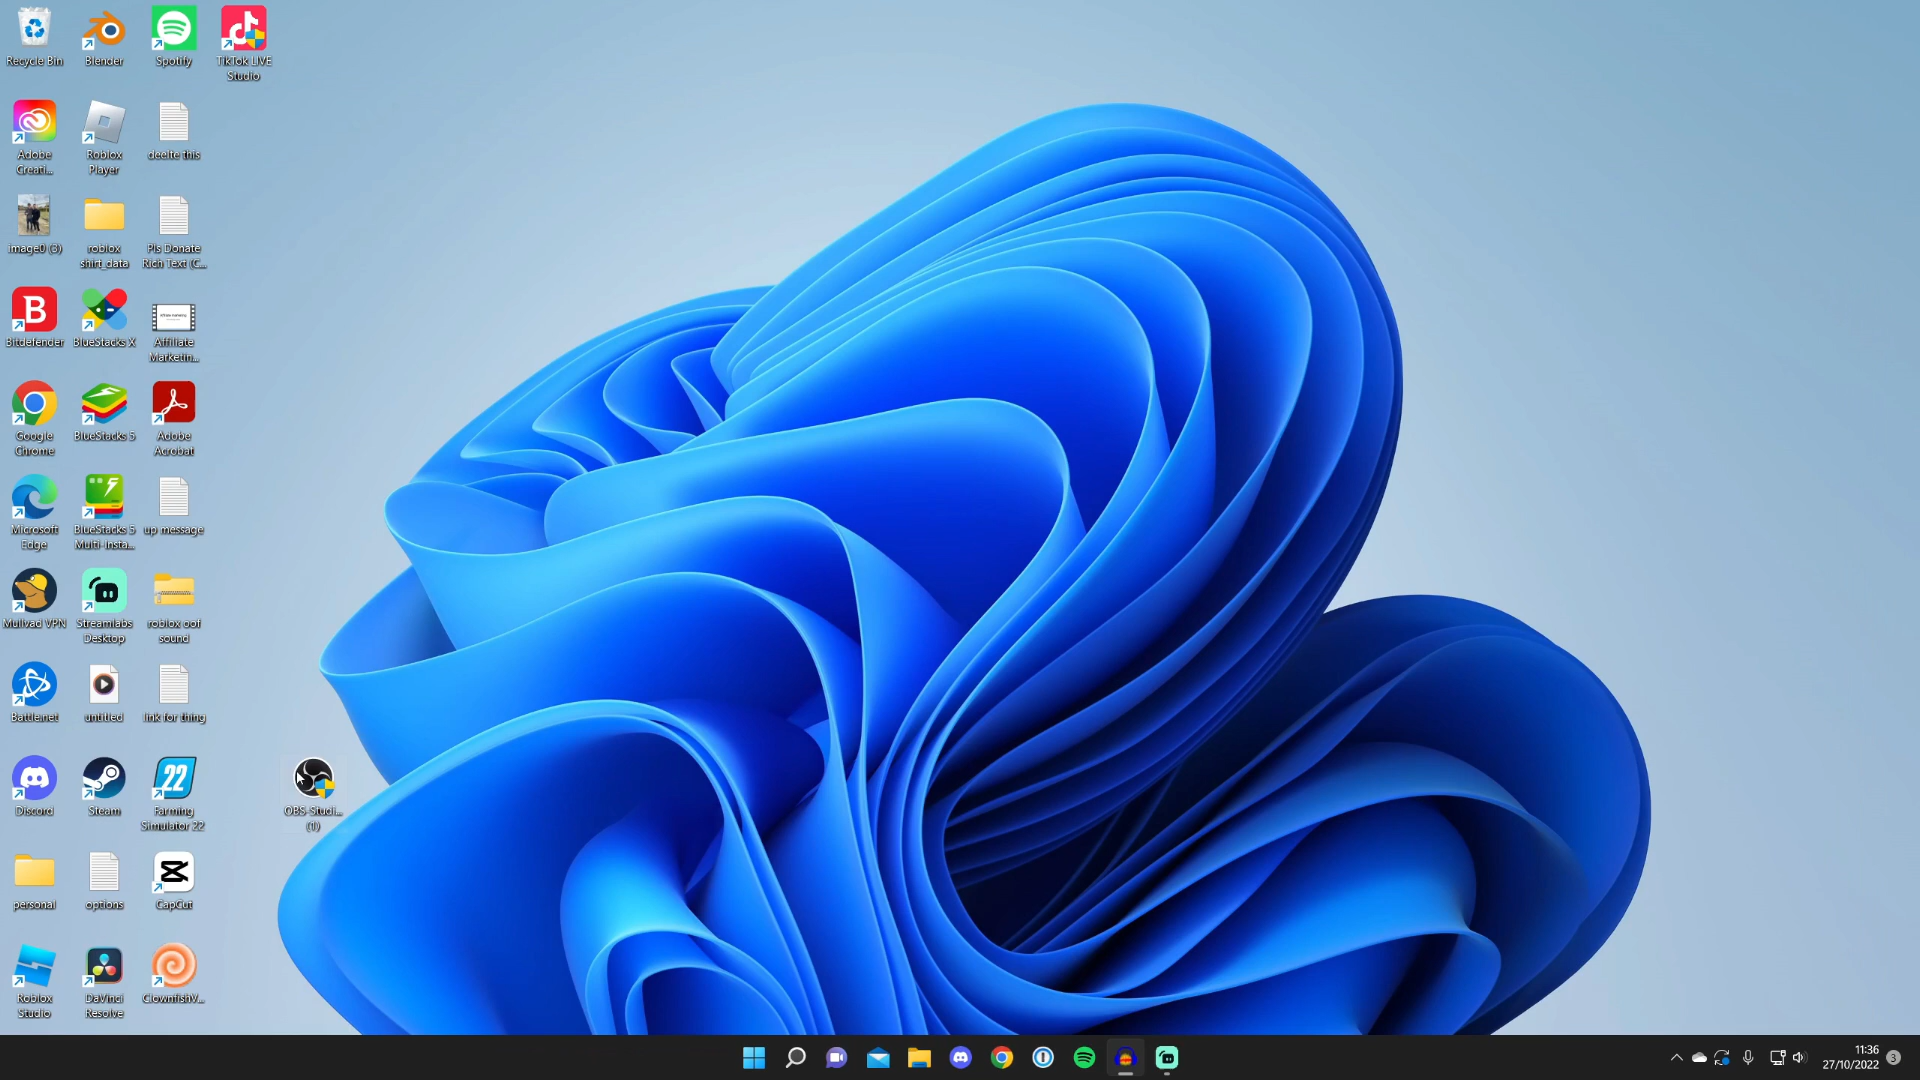 Recycle Bin
Blender
Spotify
TikTok LIVE
Studio
Adobe
Creati...
Roblox
Player
deelte this
image0 (3)
roblox
shirt_data
Pls Donate
Rich Text (C...
B
Bitdefender
BlueStacks X
Affiliate
Marketin...
Google
Chrome
BlueStacks 5
Adobe
Acrobat
Microsoft
Edge
BlueStacks 5
Multi-Insta...
up message
Mullvad VPN
Streamlabs
Desktop
roblox oof
sound
Battle.net
untitled
link for thing
Discord
Steam
22
Farming
Simulator 22
OBS-Studi...
(1)
personal
options
CapCut
Roblox
Studio
DaVinci
Resolve
ClownfishV...
11:36
27/10/2022
3